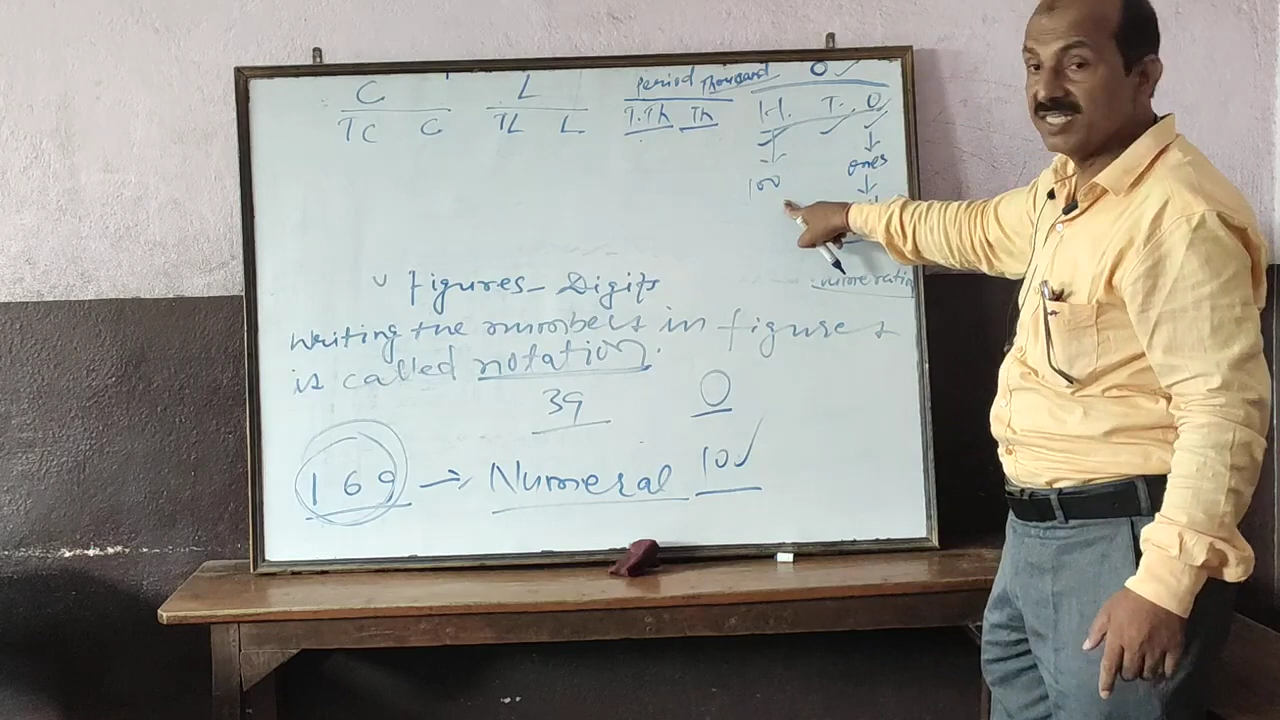 C L Period Thousand O
TC C TL L T.Th Th H. T. O
ones
100
numeration
Figures - Digits
Writing the numbers in figures
is called notation.
39 0
169 → Numeral 10